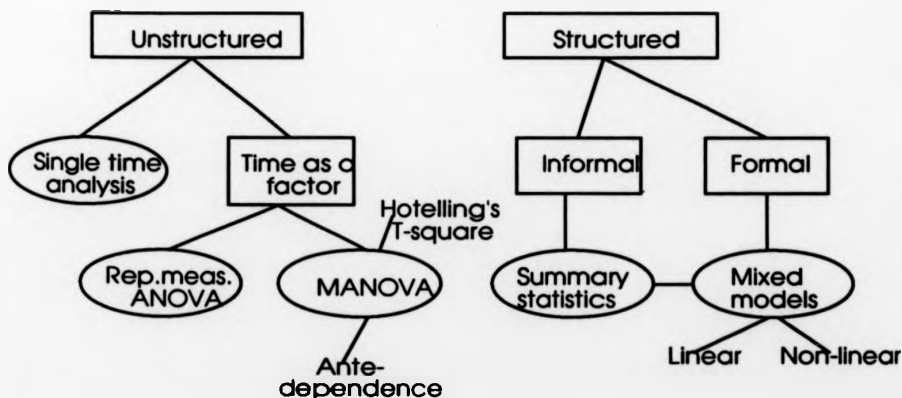 Unstructured
Structured
Single time
analysis
Time as a
factor
Informal
Formal
Hotelling's
T-square
Rep.meas.
ANOVA
MANOVA
Summary
statistics
Mixed
models
Linear
Non-linear
Ante-
dependence